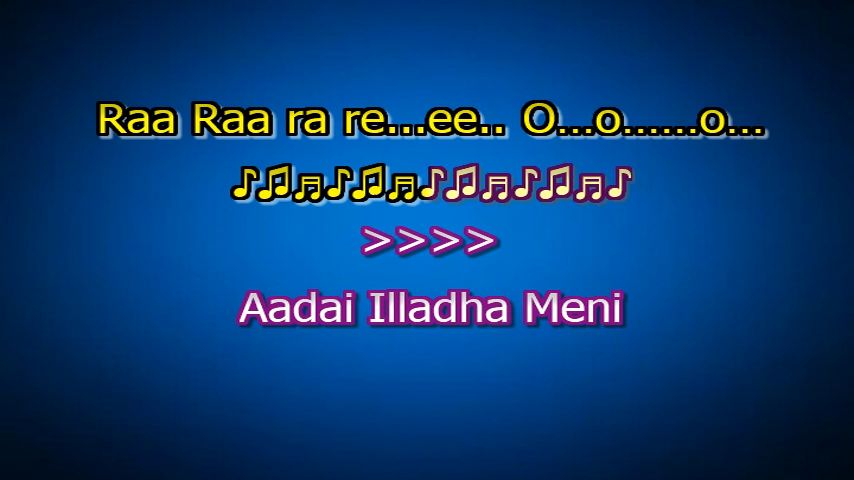 Raa Raa ra re...ee.. O...o......o...
♪♫♬♪♫♬♪♫♬♪♫♬♪
>>>>
Aadai Illadha Meni